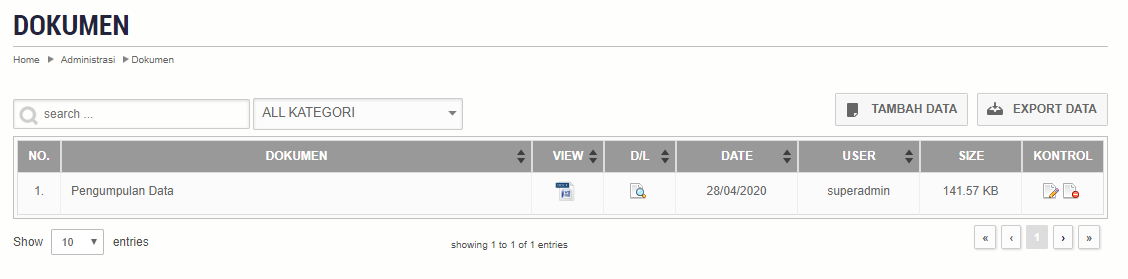 DOKUMEN
Home Administrasi Dokumen
search ... ALL KATEGORI TAMBAH DATA EXPORT DATA
NO. DOKUMEN VIEW D/L DATE USER SIZE KONTROL
1. Pengumpulan Data 28/04/2020 superadmin 141.57 KB
Show 10 entries showing 1 to 1 of 1 entries « ‹ 1 › »